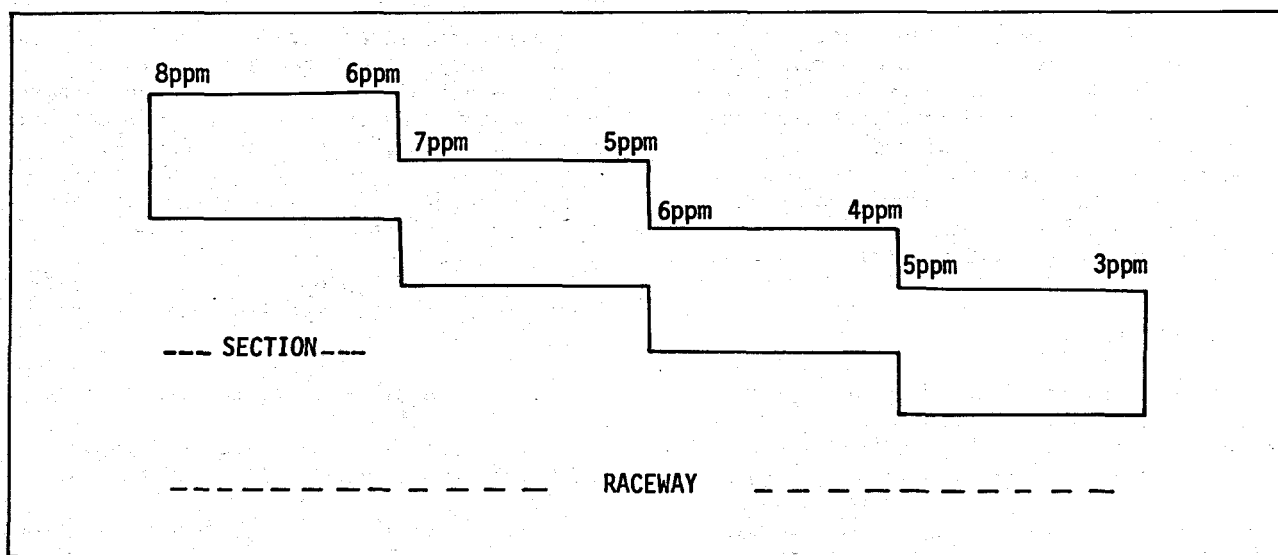 8ppm 6ppm
7ppm 5ppm
6ppm 4ppm
5ppm 3ppm
--- SECTION ---
RACEWAY